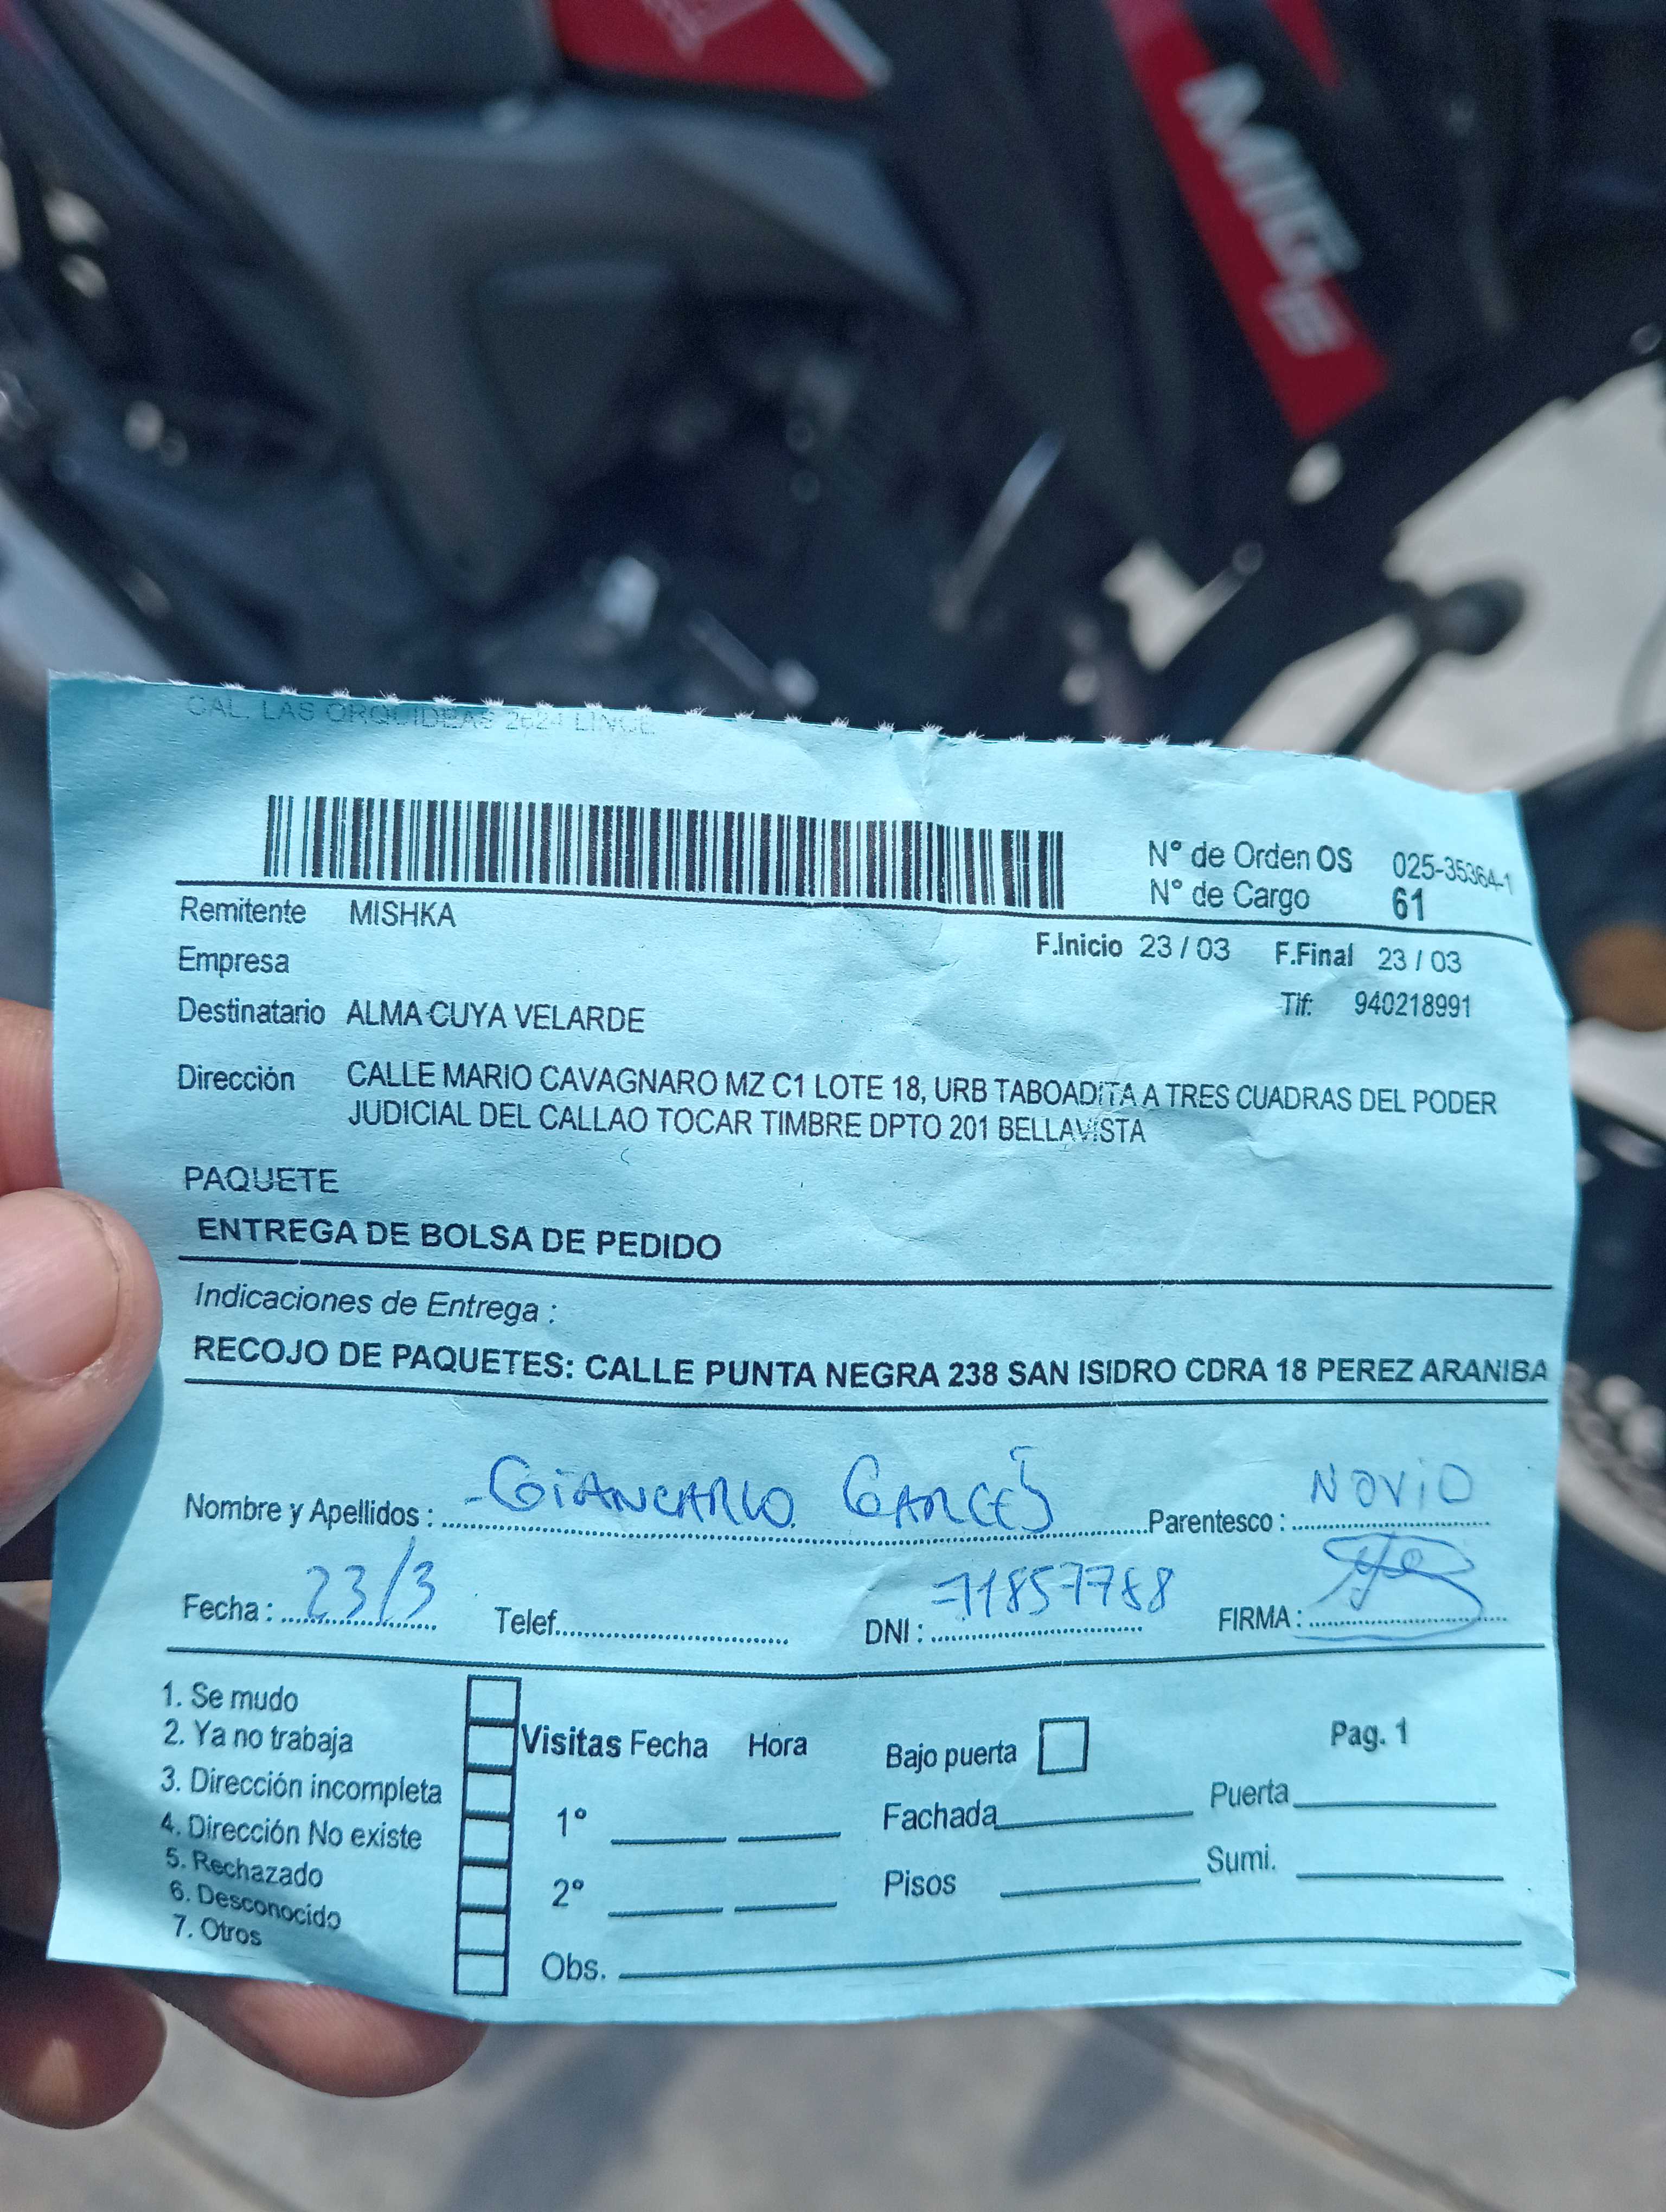 CAL. LAS ORQUIDEAS 2624 LINCE
N° de Orden OS 025-35364-1
N° de Cargo 61
Remitente MISHKA
F.Inicio 23 / 03 F.Final 23 / 03
Empresa
Tlf: 940218991
Destinatario ALMA CUYA VELARDE
Dirección CALLE MARIO CAVAGNARO MZ C1 LOTE 18, URB TABOADITA A TRES CUADRAS DEL PODER
JUDICIAL DEL CALLAO TOCAR TIMBRE DPTO 201 BELLAVISTA
PAQUETE
ENTREGA DE BOLSA DE PEDIDO
Indicaciones de Entrega :
RECOJO DE PAQUETES: CALLE PUNTA NEGRA 238 SAN ISIDRO CDRA 18 PEREZ ARANIBA
Nombre y Apellidos : GIANCARLO GARCÉS Parentesco : NOVIO
Fecha : 23/3 Telef. DNI : 71857788 FIRMA :
1. Se mudo
2. Ya no trabaja
3. Dirección incompleta
4. Dirección No existe
5. Rechazado
6. Desconocido
7. Otros
Visitas Fecha Hora
1°
2°
Obs.
Bajo puerta
Pag. 1
Fachada
Puerta
Pisos
Sumi.